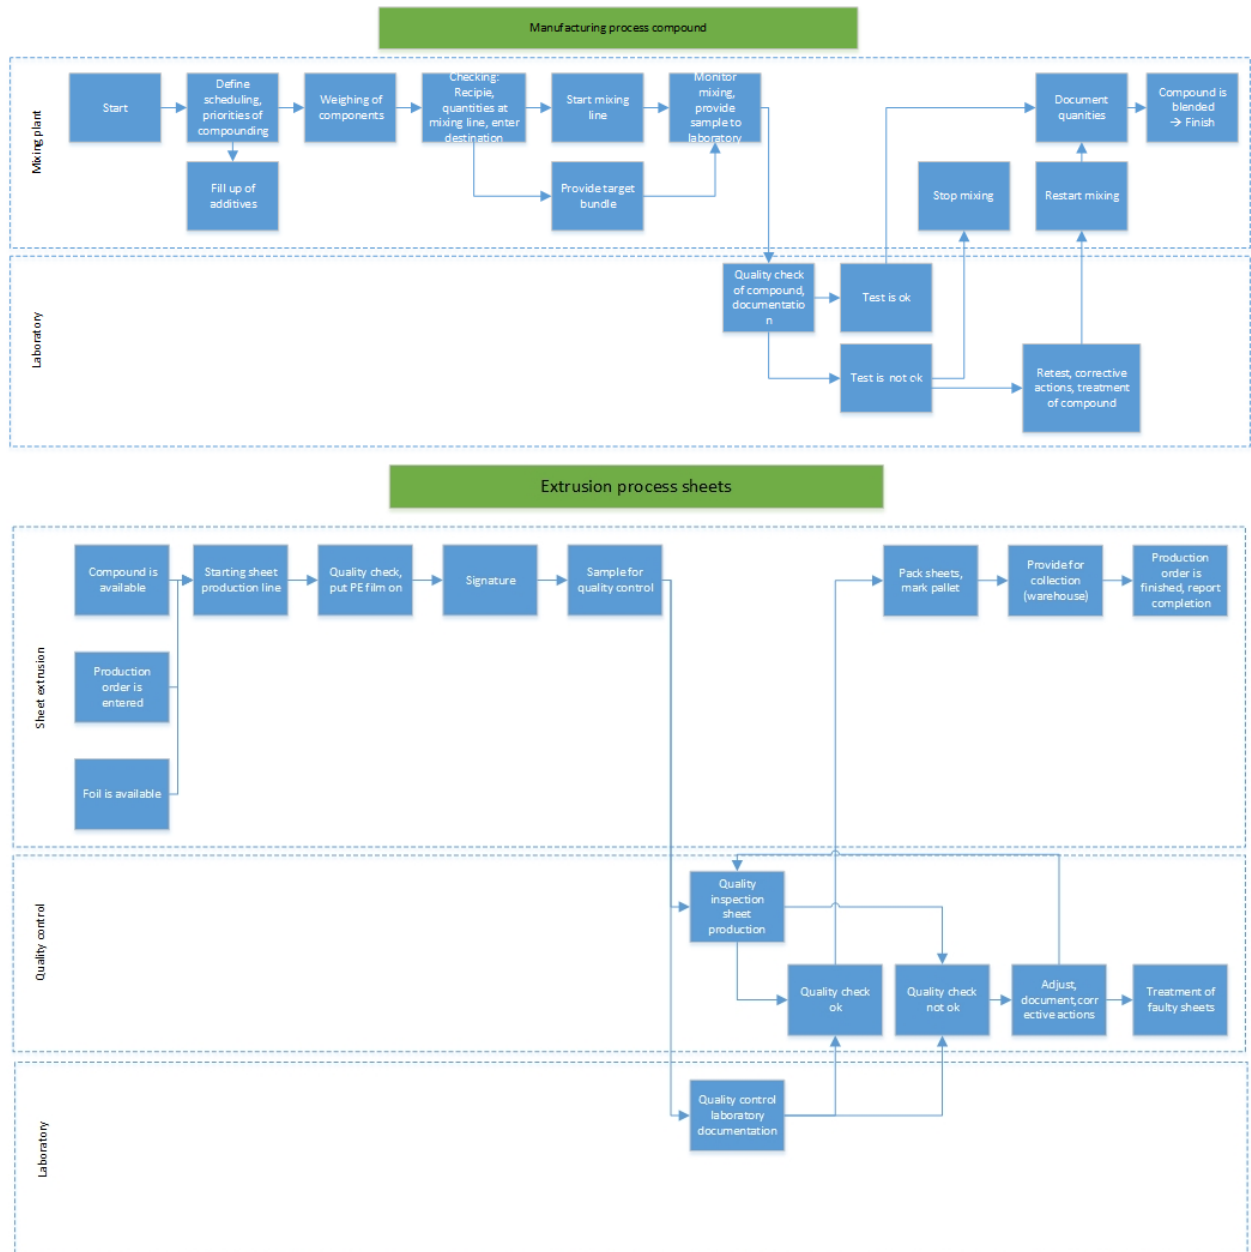 Manufacturing process compound
Mixing plant
Start
Define
scheduling,
priorities of
compounding
Weighing of
components
Checking:
Recipie,
quantities at
mixing line, enter
destination
Start mixing
line
Monitor
mixing,
provide
sample to
laboratory
Document
quanities
Compound is
blended
→ Finish
Fill up of
additives
Provide target
bundle
Stop mixing
Restart mixing
Laboratory
Quality check
of compound,
documentatio
n
Test is ok
Test is not ok
Retest, corrective
actions, treatment
of compound
Extrusion process sheets
Sheet extrusion
Compound is
available
Starting sheet
production line
Quality check,
put PE film on
Signature
Sample for
quality control
Pack sheets,
mark pallet
Provide for
collection
(warehouse)
Production
order is
finished, report
completion
Production
order is
entered
Foil is available
Quality control
Quality
inspection
sheet
production
Quality check
ok
Quality check
not ok
Adjust,
document,corr
ective actions
Treatment of
faulty sheets
Laboratory
Quality control
laboratory
documentation